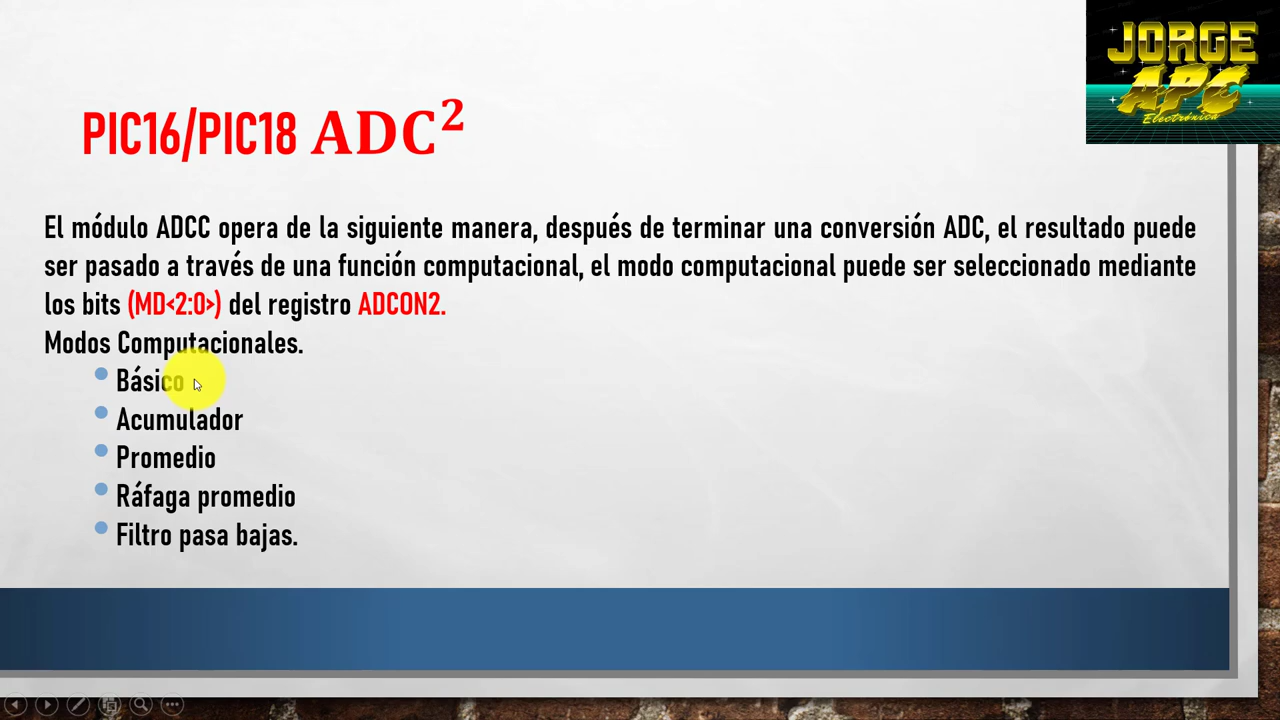 JORGE
APC
Electrónica
PIC16/PIC18 ADC²
El módulo ADCC opera de la siguiente manera, después de terminar una conversión ADC, el resultado puede
ser pasado a través de una función computacional, el modo computacional puede ser seleccionado mediante
los bits (MD<2:0>) del registro ADCON2.
Modos Computacionales.
Básico
Acumulador
Promedio
Ráfaga promedio
Filtro pasa bajas.